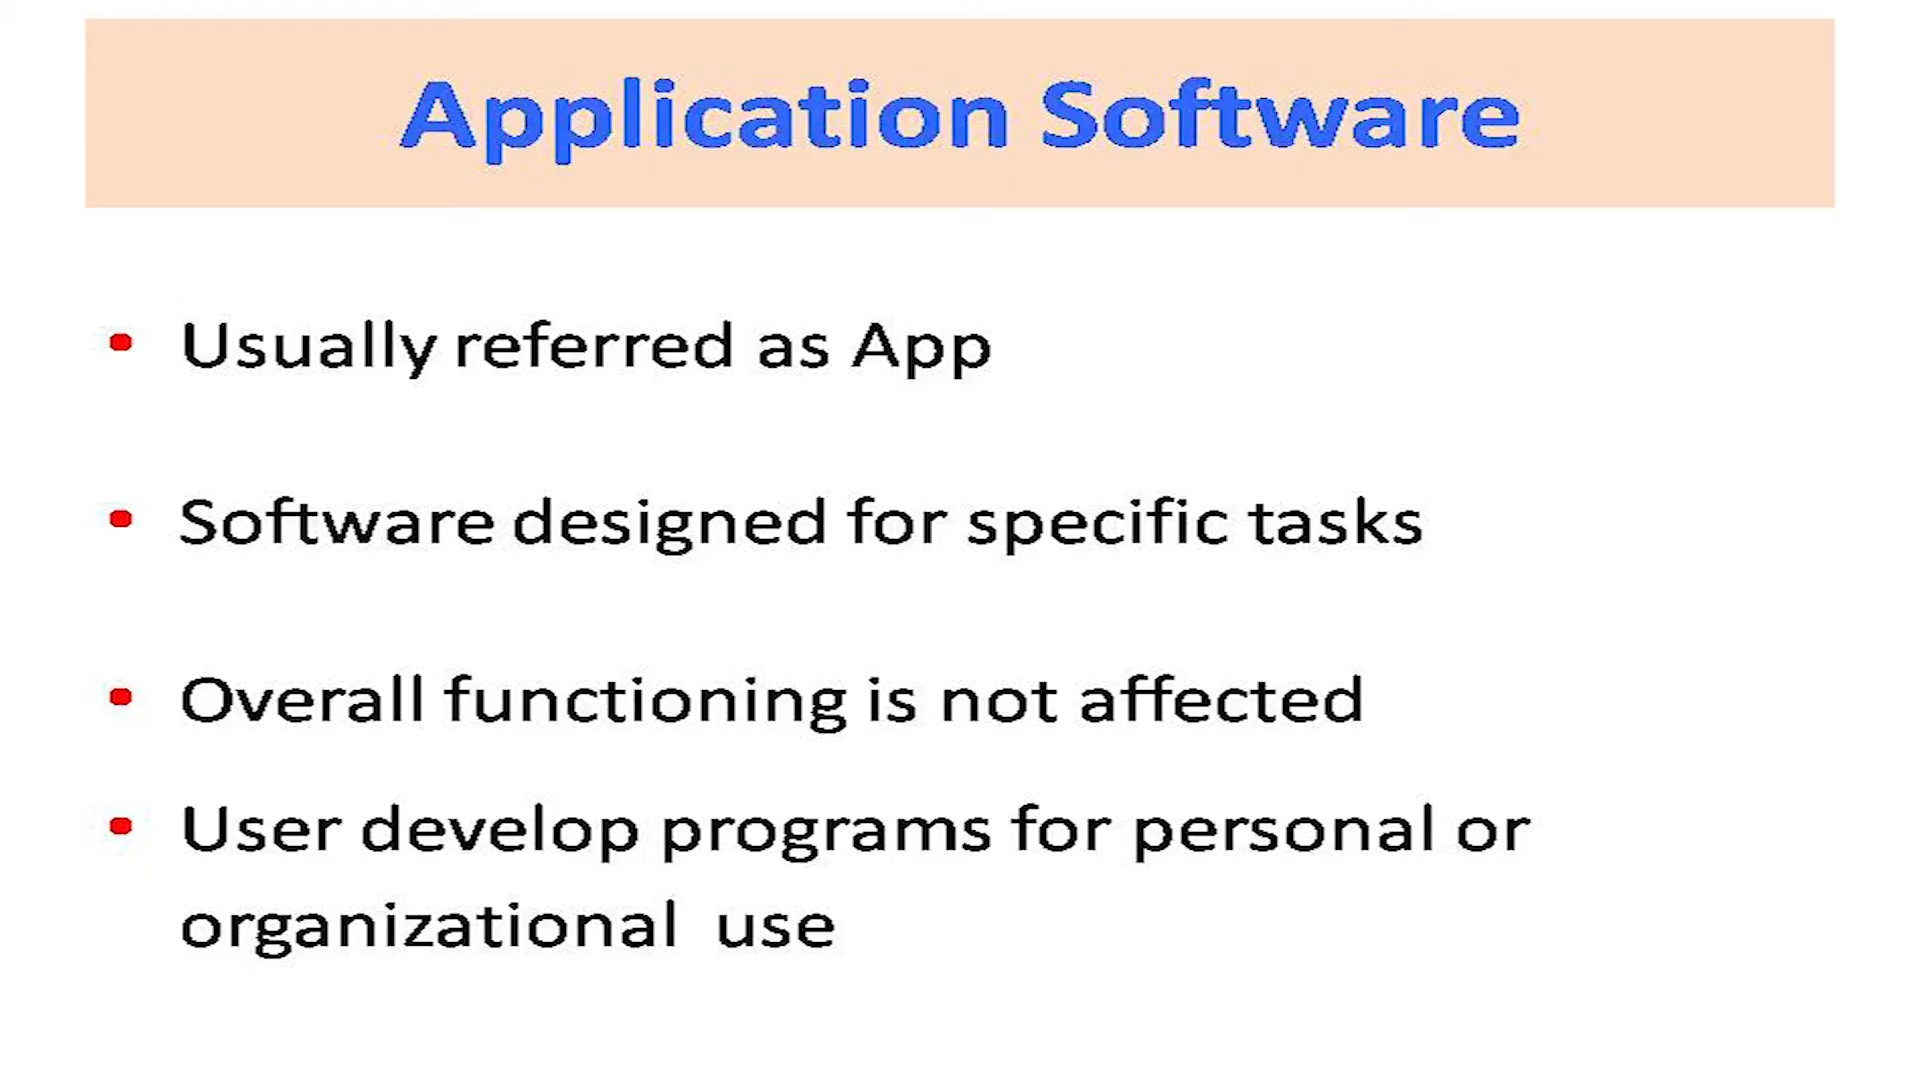 Application Software
• Usually referred as App
• Software designed for specific tasks
• Overall functioning is not affected
• User develop programs for personal or
organizational use